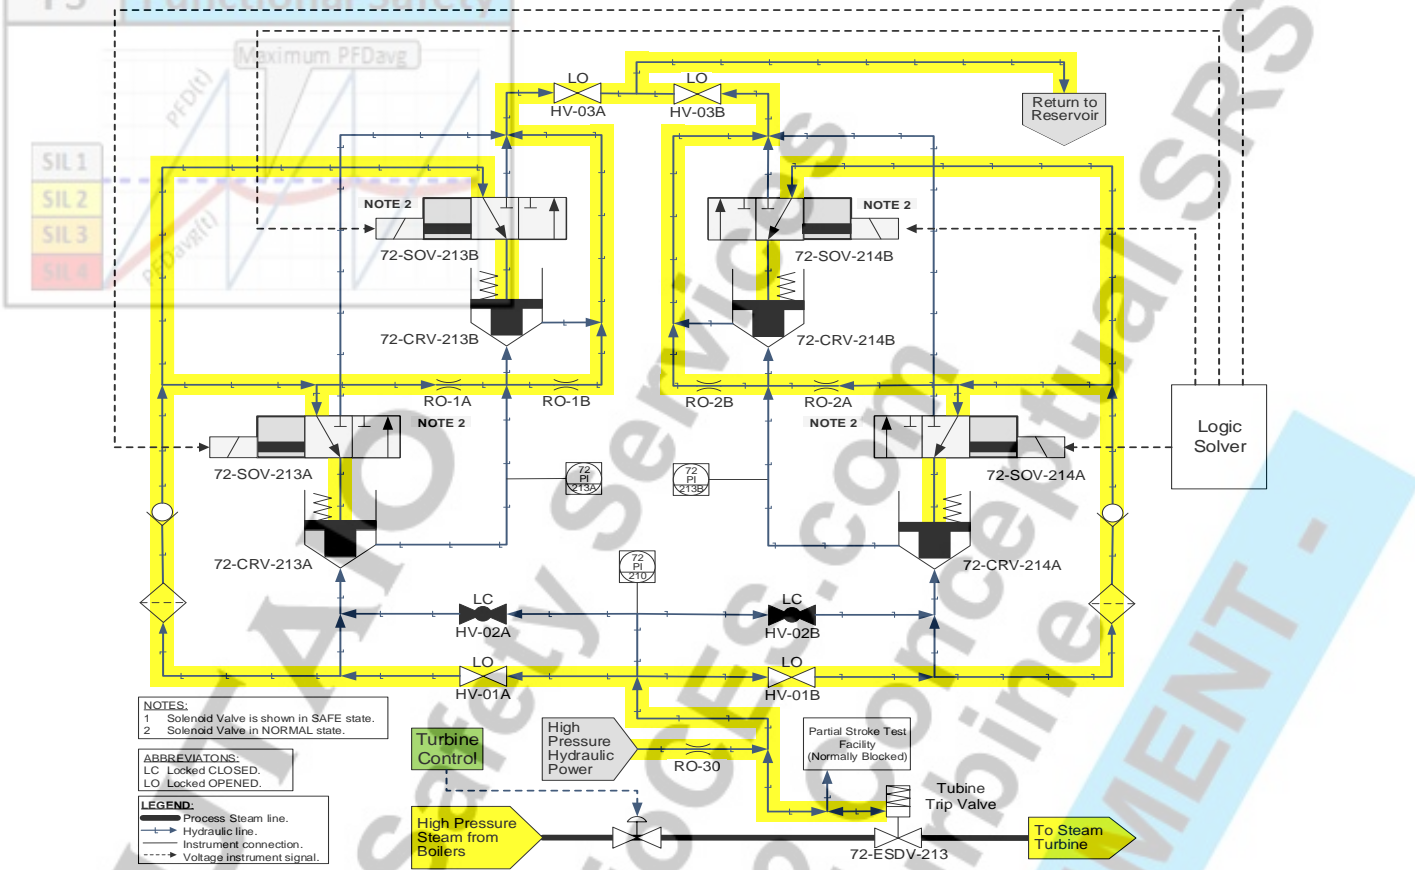 FS Functional Safety
Maximum PFDavg
PFD(t)
PFDavg(t)
SIL 1
SIL 2
SIL 3
SIL 4
LO
HV-03A
LO
HV-03B
Return to
Reservoir
NOTE 2
72-SOV-213B
NOTE 2
72-SOV-214B
72-CRV-213B
72-CRV-214B
RO-1A
RO-1B
RO-2B
RO-2A
NOTE 2
72-SOV-213A
NOTE 2
72-SOV-214A
Logic
Solver
72
PI
213A
72
PI
213B
72-CRV-213A
72-CRV-214A
72
PI
210
LC
HV-02A
LC
HV-02B
LO
HV-01A
LO
HV-01B
NOTES:
1 Solenoid Valve is shown in SAFE state.
2 Solenoid Valve in NORMAL state.
ABBREVIATONS:
LC Locked CLOSED.
LO Locked OPENED.
LEGEND:
Process Steam line.
Hydraulic line.
Instrument connection.
Voltage instrument signal.
Turbine
Control
High
Pressure
Hydraulic
Power
RO-30
Partial Stroke Test
Facility
(Normally Blocked)
Tubine
Trip Valve
72-ESDV-213
High Pressure
Steam from
Boilers
To Steam
Turbine
Safety Services
Conceptual SRS